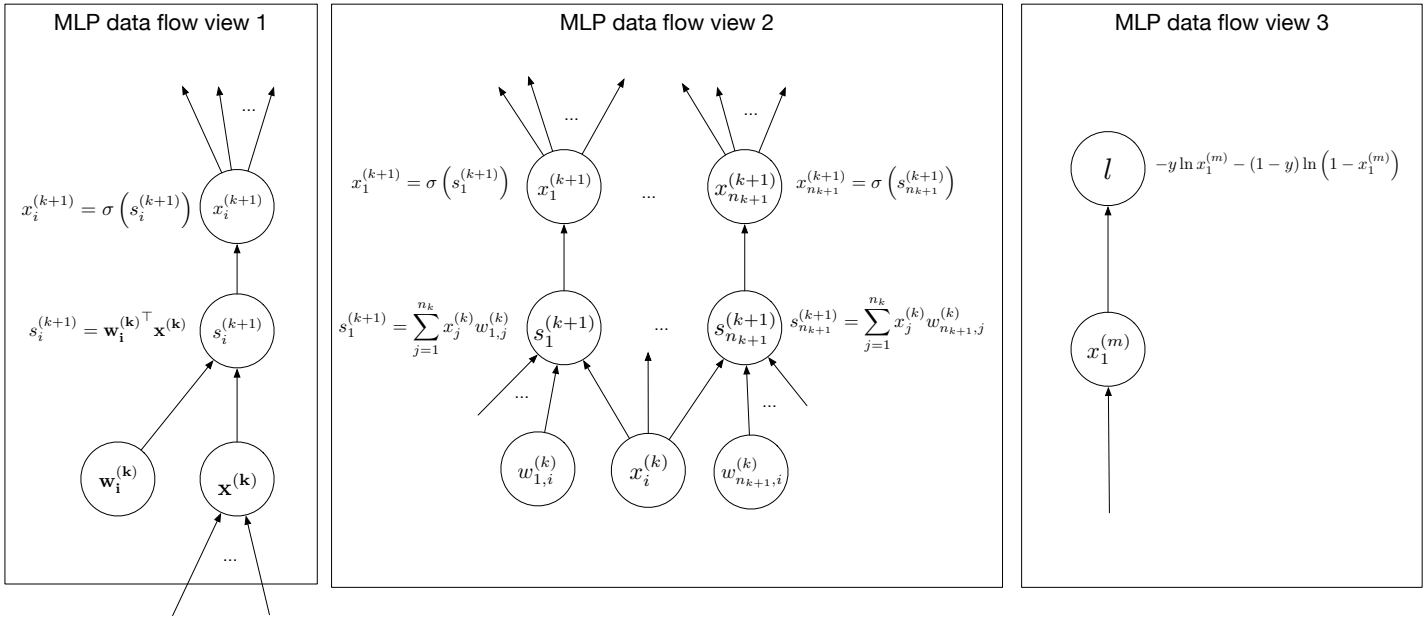 MLP data flow view 1
...
x_i^{(k+1)} = σ(s_i^{(k+1)})
x_i^{(k+1)}
s_i^{(k+1)} = w_i^{(k)⊤} x^{(k)}
s_i^{(k+1)}
w_i^{(k)}
x^{(k)}
...
MLP data flow view 2
...
...
x_1^{(k+1)} = σ(s_1^{(k+1)})
x_1^{(k+1)}
...
x_{n_{k+1}}^{(k+1)}
x_{n_{k+1}}^{(k+1)} = σ(s_{n_{k+1}}^{(k+1)})
s_1^{(k+1)} = ∑_{j=1}^{n_k} x_j^{(k)} w_{1,j}^{(k)}
s_1^{(k+1)}
...
s_{n_{k+1}}^{(k+1)}
s_{n_{k+1}}^{(k+1)} = ∑_{j=1}^{n_k} x_j^{(k)} w_{n_{k+1},j}^{(k)}
...
...
w_{1,i}^{(k)}
x_i^{(k)}
w_{n_{k+1},i}^{(k)}
MLP data flow view 3
l
-y ln x_1^{(m)} - (1 - y) ln(1 - x_1^{(m)})
x_1^{(m)}